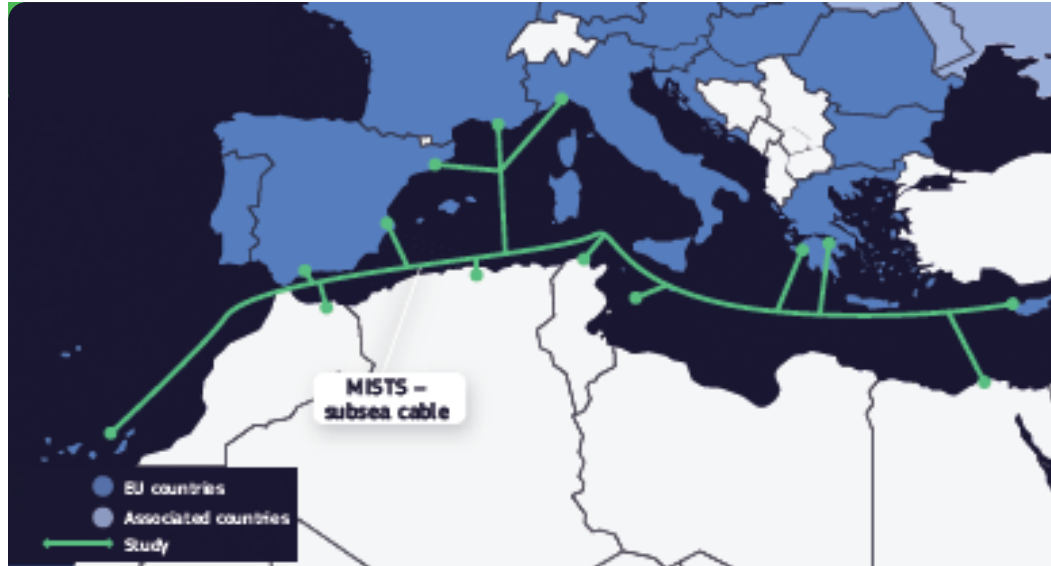 MISTS –
subsea cable
EU countries
Associated countries
Study